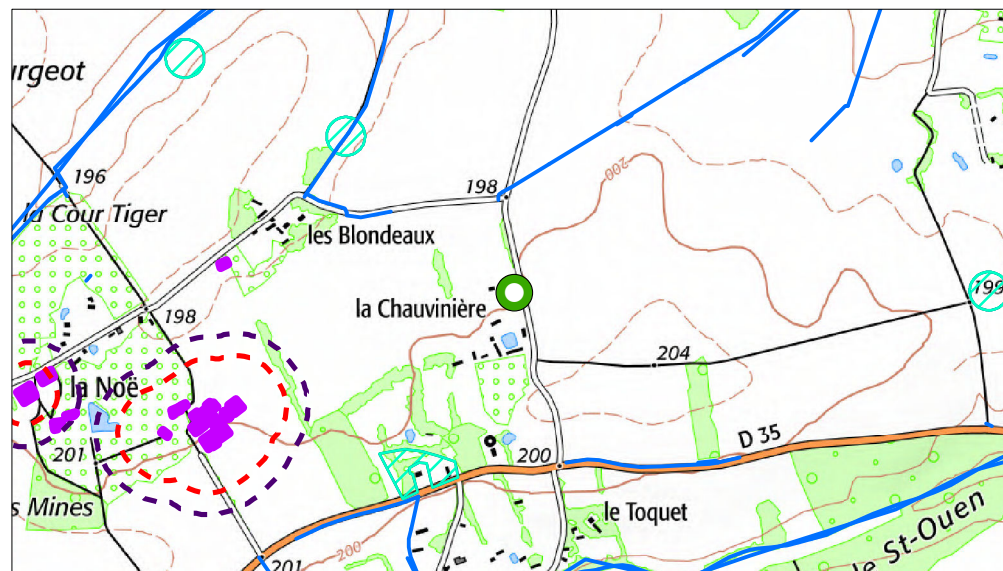 urgeot
196
la Cour Tiger
198
les Blondeaux
200
199
la Chauvinière
198
204
la Noë
D 35
201
200
s Mines
le Toquet
le St-Ouen
200
201